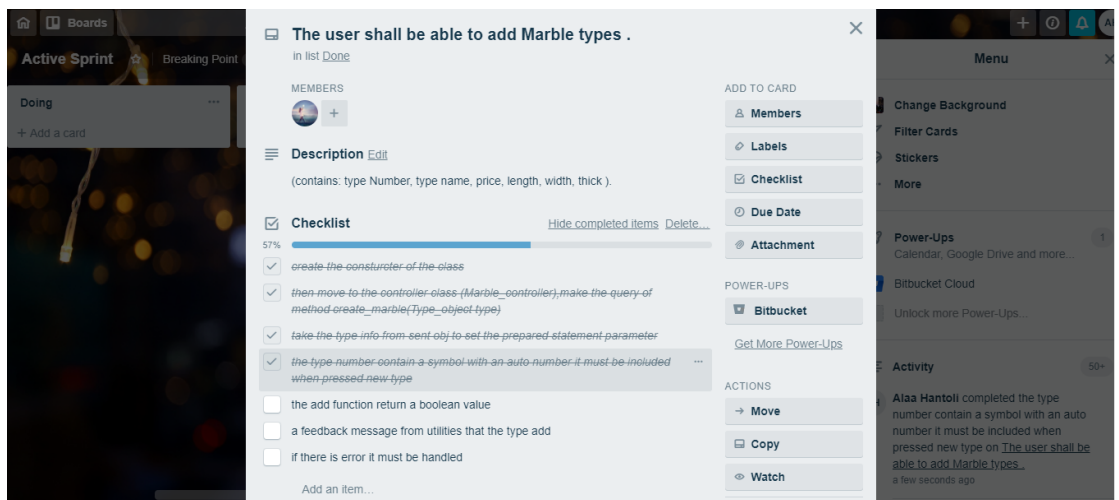 Boards
Active Sprint
Breaking Point
Doing
...
+ Add a card
The user shall be able to add Marble types .
in list Done
MEMBERS
+
Description Edit
(contains: type Number, type name, price, length, width, thick ).
Checklist
Hide completed items Delete...
57%
create the consturcter of the class
then move to the controller class (Marble_controller),make the query of
method create_marble(Type_object type)
take the type info from sent obj to set the prepared statement parameter
the type number contain a symbol with an auto number it must be included
when pressed new type
the add function return a boolean value
a feedback message from utilities that the type add
if there is error it must be handled
Add an item...
ADD TO CARD
Members
Labels
Checklist
Due Date
Attachment
POWER-UPS
Bitbucket
Get More Power-Ups
ACTIONS
Move
Copy
Watch
Menu
Change Background
Filter Cards
Stickers
More
Power-Ups
1
Calendar, Google Drive and more...
Bitbucket Cloud
Unlock more Power-Ups...
Activity
50+
Alaa Hantoli completed the type
number contain a symbol with an auto
number it must be included when
pressed new type on The user shall be
able to add Marble types .
a few seconds ago